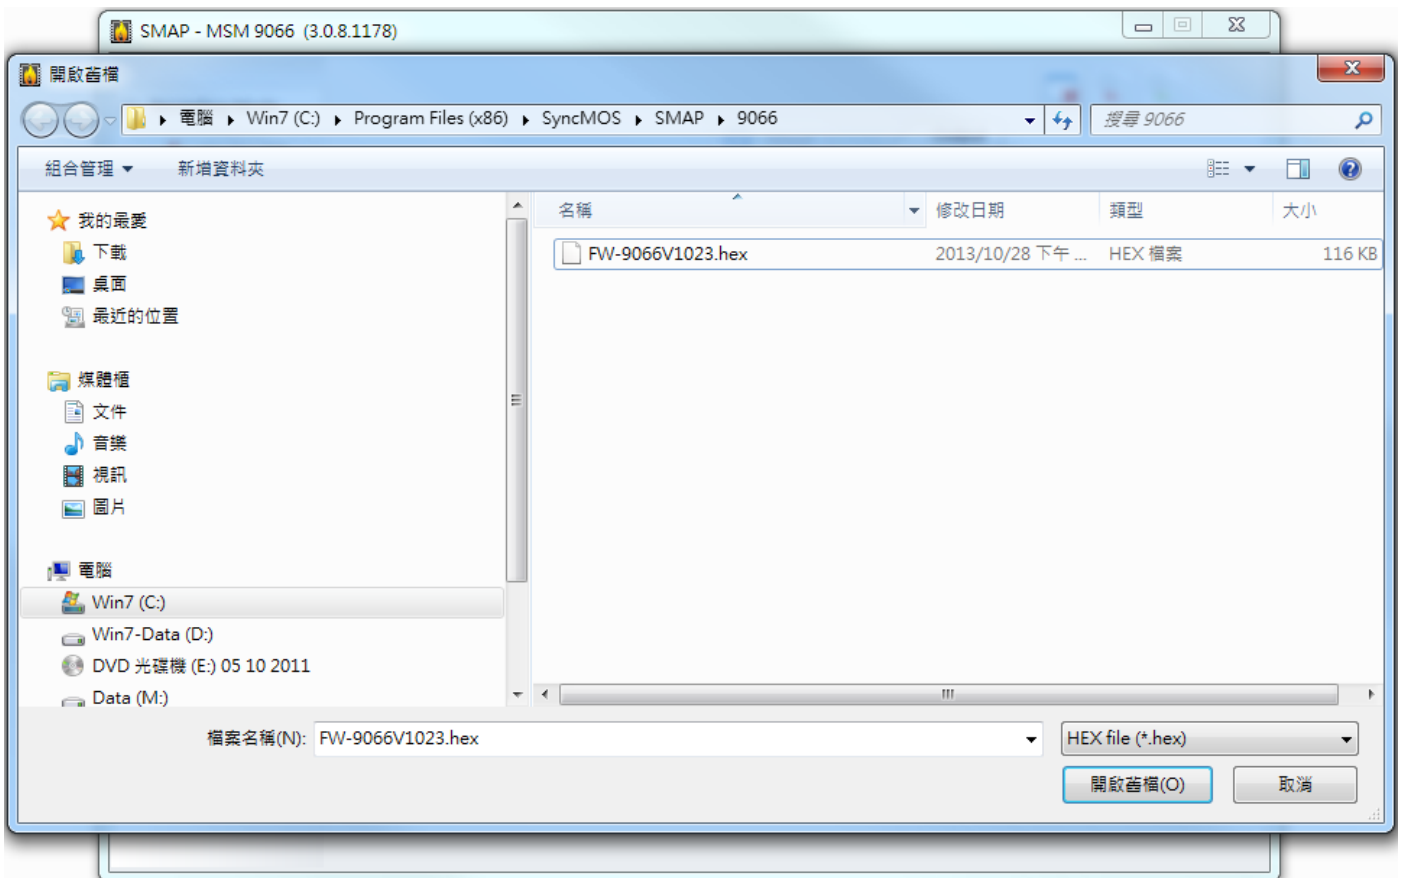 SMAP - MSM 9066 (3.0.8.1178)
開啟舊檔
電腦 Win7 (C:) Program Files (x86) SyncMOS SMAP 9066
搜尋 9066
組合管理 新增資料夾
名稱 修改日期 類型 大小
FW-9066V1023.hex 2013/10/28 下午 ... HEX 檔案 116 KB
我的最愛
下載
桌面
最近的位置
媒體櫃
文件
音樂
視訊
圖片
電腦
Win7 (C:)
Win7-Data (D:)
DVD 光碟機 (E:) 05 10 2011
Data (M:)
檔案名稱(N): FW-9066V1023.hex HEX file (*.hex)
開啟舊檔(O) 取消